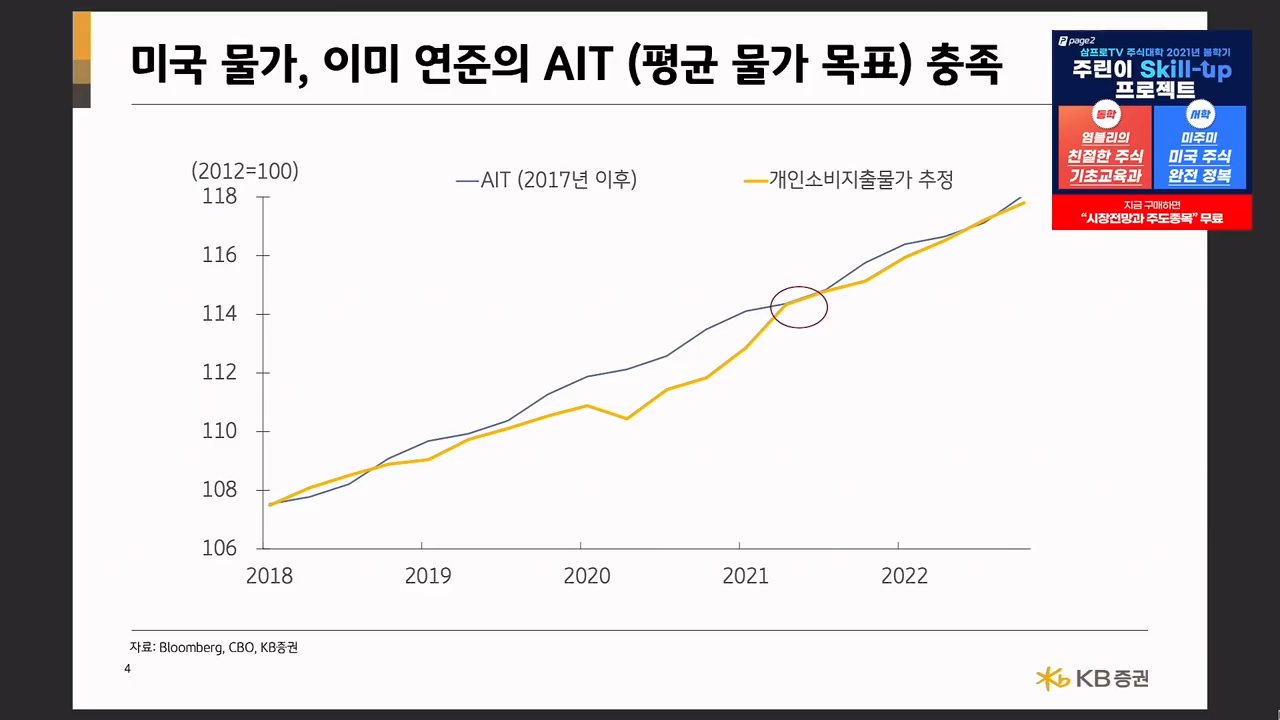 미국 물가, 이미 연준의 AIT (평균 물가 목표) 충족
page2
삼프로TV 주식대학 2021년 봄학기
주린이 Skill-up
프로젝트
동학
염블리의
친절한 주식
기초교육과
서학
미주미
미국 주식
완전 정복
지금 구매하면
“시장전망과 주도종목” 무료
(2012=100)
AIT (2017년 이후)
개인소비지출물가 추정
118
116
114
112
110
108
106
2018 2019 2020 2021 2022
자료: Bloomberg, CBO, KB증권
4
KB증권